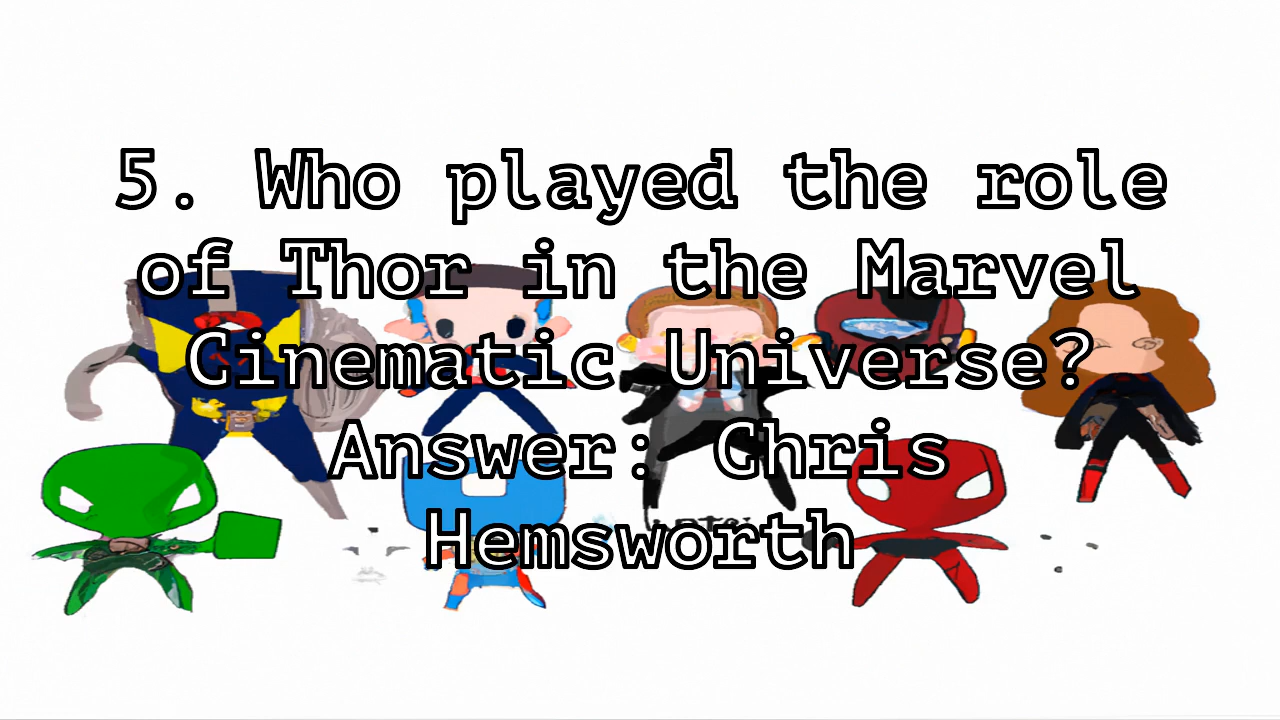 5. Who played the role
of Thor in the Marvel
Cinematic Universe?
Answer: Chris
Hemsworth